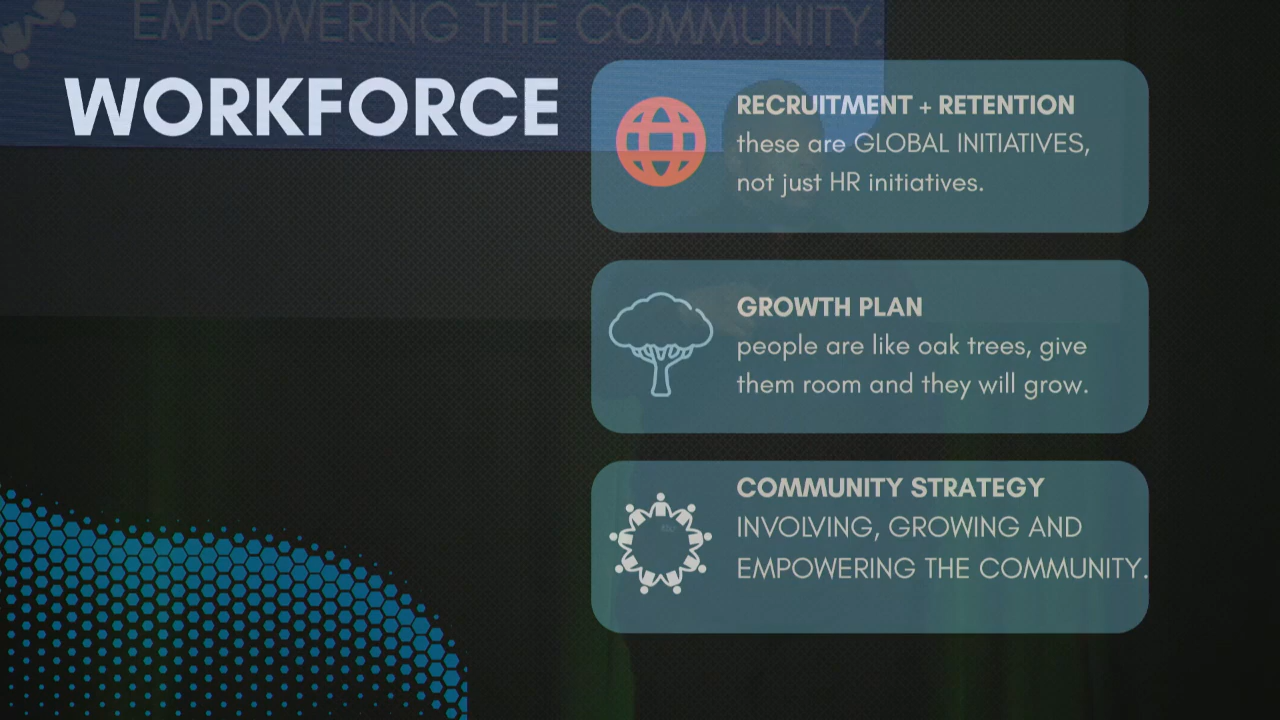 EMPOWERING THE COMMUNITY.
WORKFORCE
RECRUITMENT + RETENTION
these are GLOBAL INITIATIVES,
not just HR initiatives.
GROWTH PLAN
people are like oak trees, give
them room and they will grow.
COMMUNITY STRATEGY
INVOLVING, GROWING AND
EMPOWERING THE COMMUNITY.